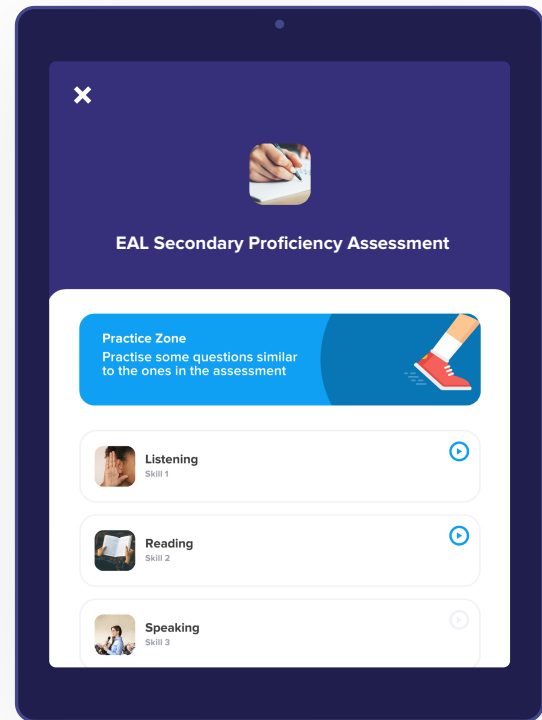 EAL Secondary Proficiency Assessment
Practice Zone
Practise some questions similar
to the ones in the assessment
Listening
Skill 1
Reading
Skill 2
Speaking
Skill 3